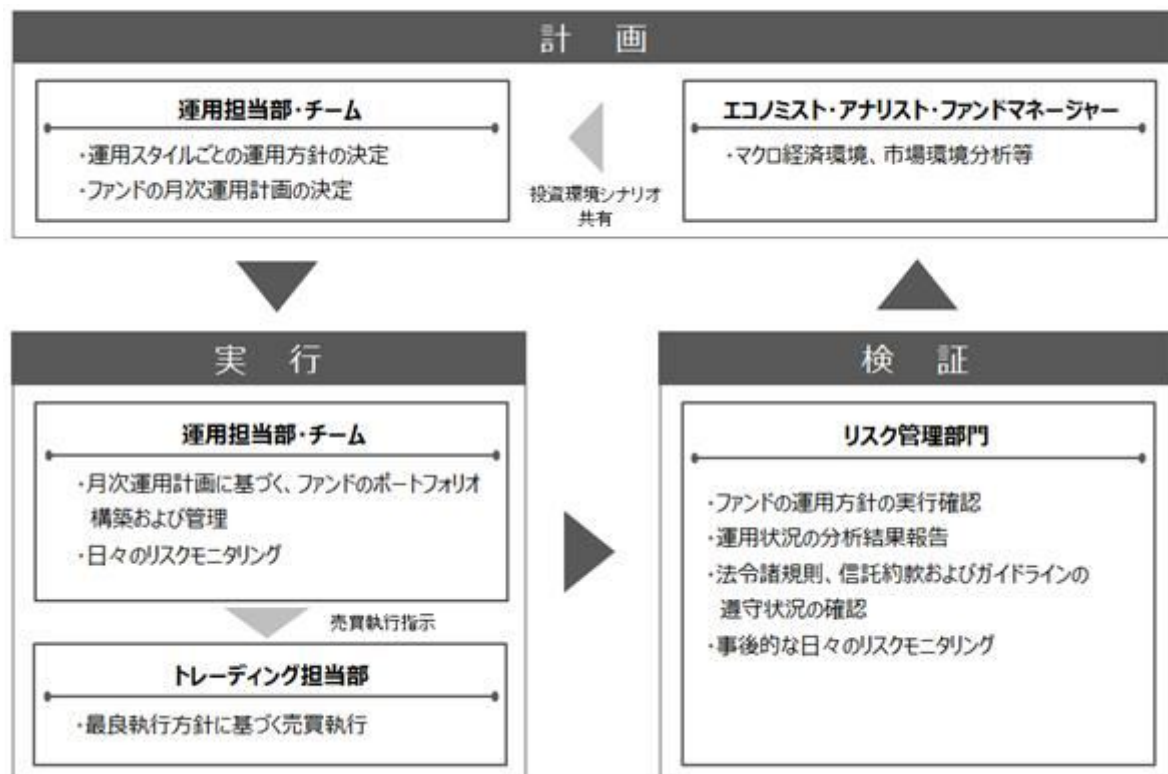 計 画
運用担当部・チーム
・運用スタイルごとの運用方針の決定
・ファンドの月次運用計画の決定
投資環境シナリオ
共有
エコノミスト・アナリスト・ファンドマネージャー
・マクロ経済環境、市場環境分析等
実 行
運用担当部・チーム
・月次運用計画に基づく、ファンドのポートフォリオ
構築および管理
・日々のリスクモニタリング
売買執行指示
トレーディング担当部
・最良執行方針に基づく売買執行
検 証
リスク管理部門
・ファンドの運用方針の実行確認
・運用状況の分析結果報告
・法令諸規則、信託約款およびガイドラインの
遵守状況の確認
・事後的な日々のリスクモニタリング